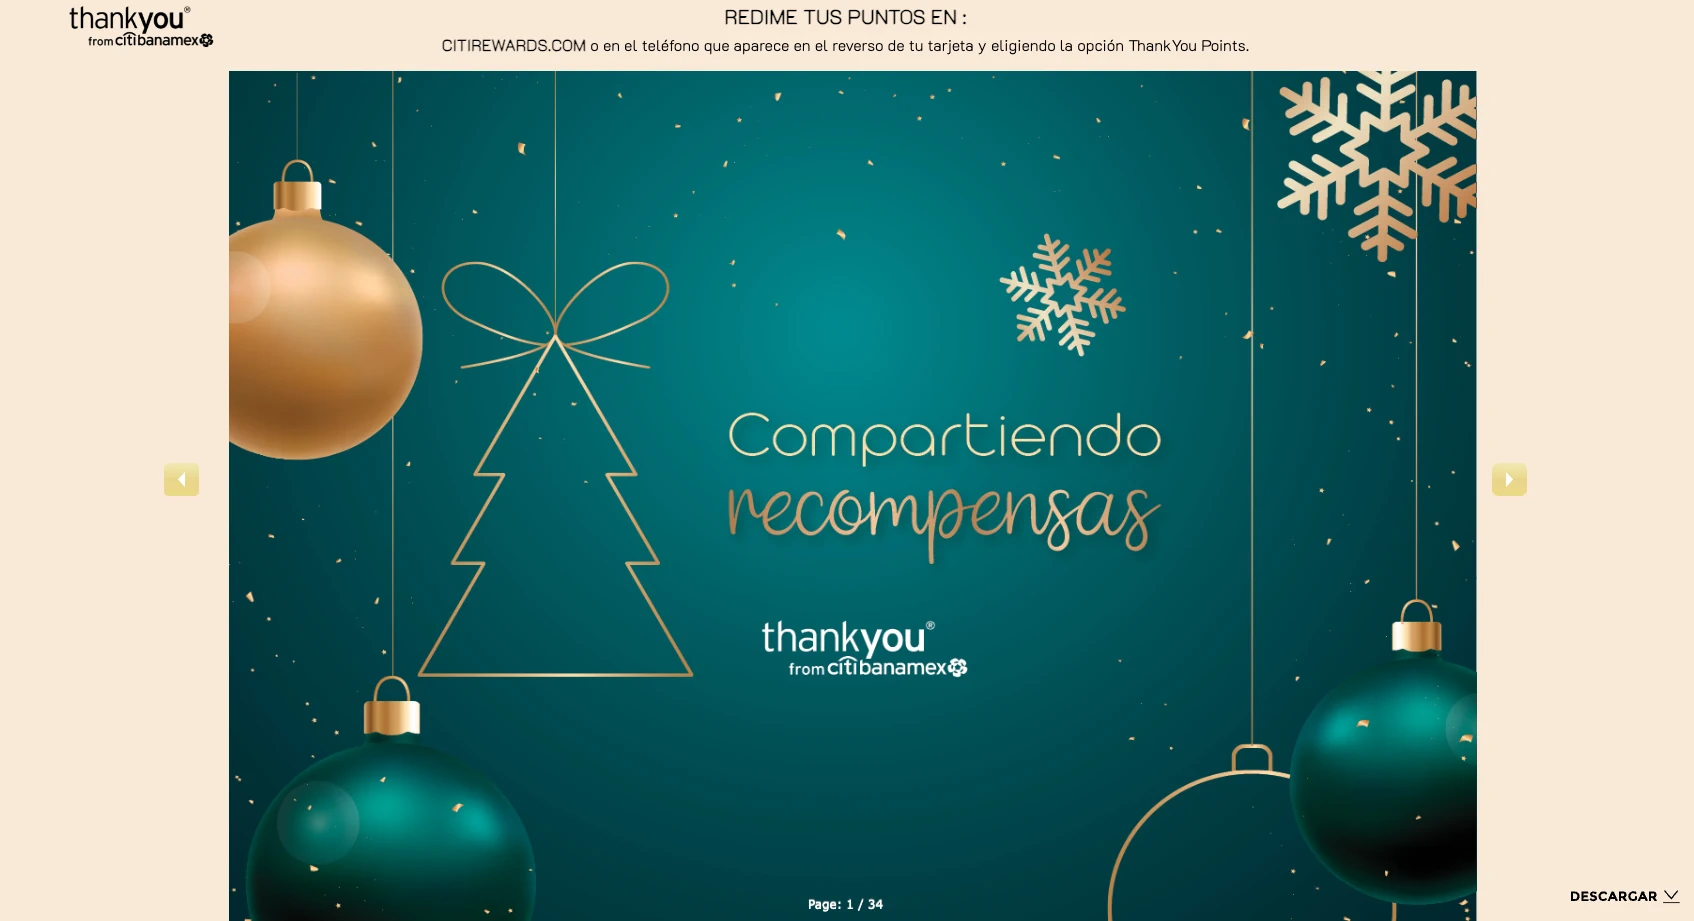 thankyou®
from citibanamex
REDIME TUS PUNTOS EN :
CITIREWARDS.COM o en el teléfono que aparece en el reverso de tu tarjeta y eligiendo la opción ThankYou Points.
Compartiendo
recompensas
thankyou®
from citibanamex
Page: 1 / 34
DESCARGAR